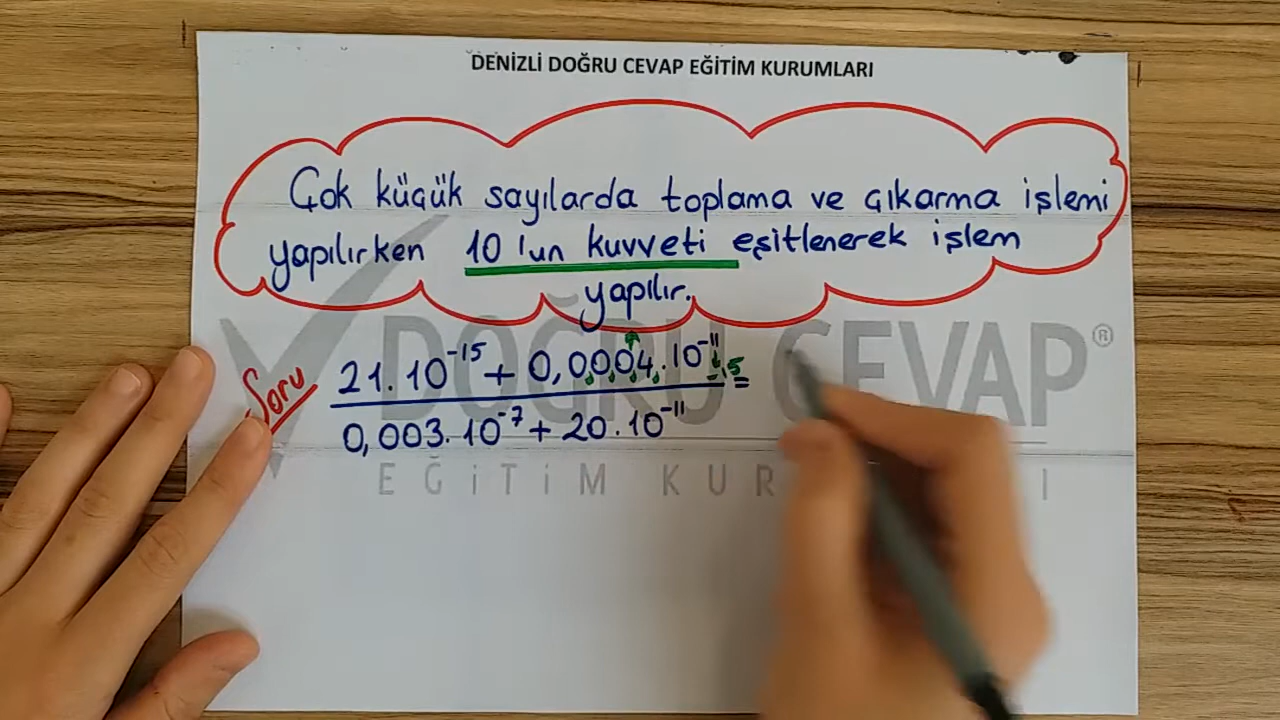 DENİZLİ DOĞRU CEVAP EĞİTİM KURUMLARI
Çok küçük sayılarda toplama ve çıkarma işlemi
yapılırken 10'un kuvveti eşitlenerek işlem
yapılır.
DOĞRU CEVAP®
Soru
21.10⁻¹⁵ + 0,0004.10⁻¹¹ =
-15
0,003.10⁻⁷ + 20.10⁻¹¹
EĞİTİM KUR I